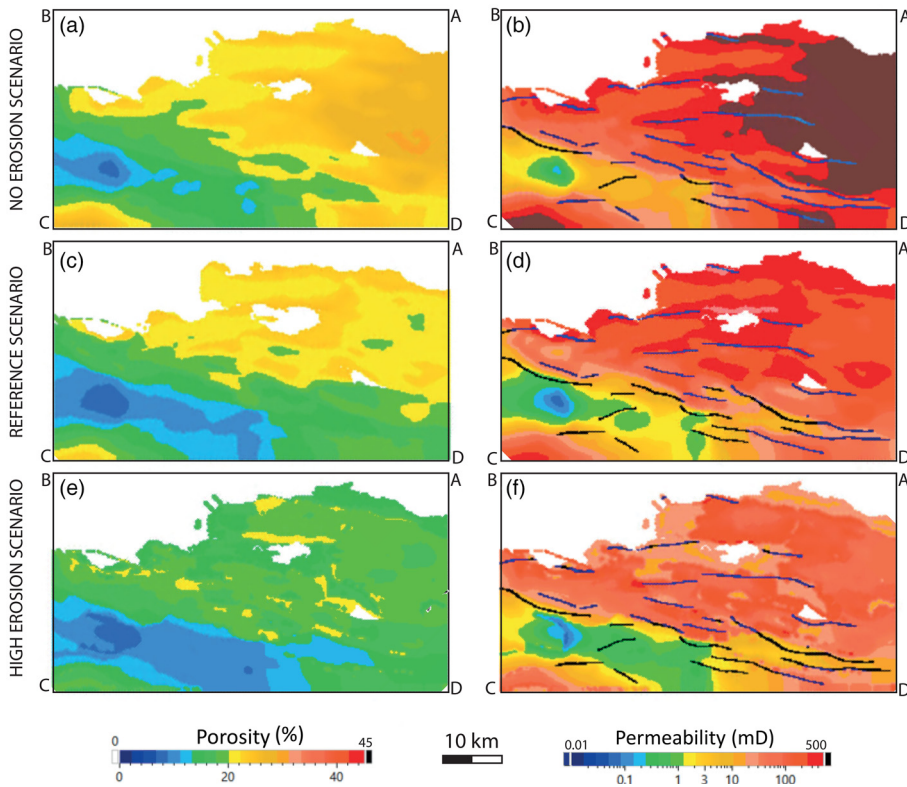 B (a) A B (b) A
NO EROSION SCENARIO
C D C D
B (c) A B (d) A
REFERENCE SCENARIO
C D C D
B (e) A B (f) A
HIGH EROSION SCENARIO
C D C D
Porosity (%)
0 45
0 20 40
10 km
Permeability (mD)
0.01 500
0.1 1 3 10 100